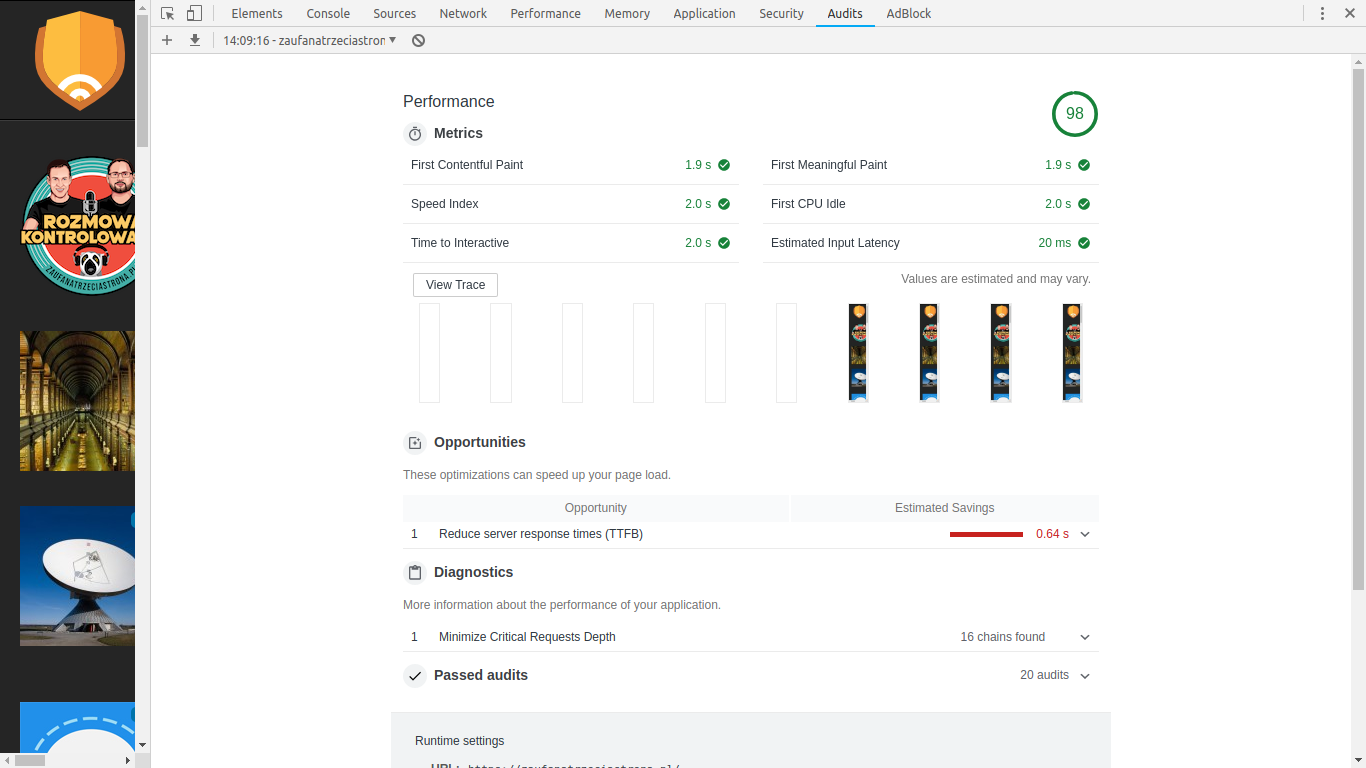 Elements Console Sources Network Performance Memory Application Security Audits AdBlock
14:09:16 - zaufanatrzeciastron
Performance
98
Metrics
First Contentful Paint 1.9 s
First Meaningful Paint 1.9 s
Speed Index 2.0 s
First CPU Idle 2.0 s
Time to Interactive 2.0 s
Estimated Input Latency 20 ms
View Trace
Values are estimated and may vary.
Opportunities
These optimizations can speed up your page load.
Opportunity Estimated Savings
1 Reduce server response times (TTFB) 0.64 s
Diagnostics
More information about the performance of your application.
1 Minimize Critical Requests Depth 16 chains found
Passed audits 20 audits
Runtime settings
URL: https://zaufanatrzeciastrona.pl/
ROZMOWA
KONTROLOWA
ZAUFANATRZECIASTRONA.P